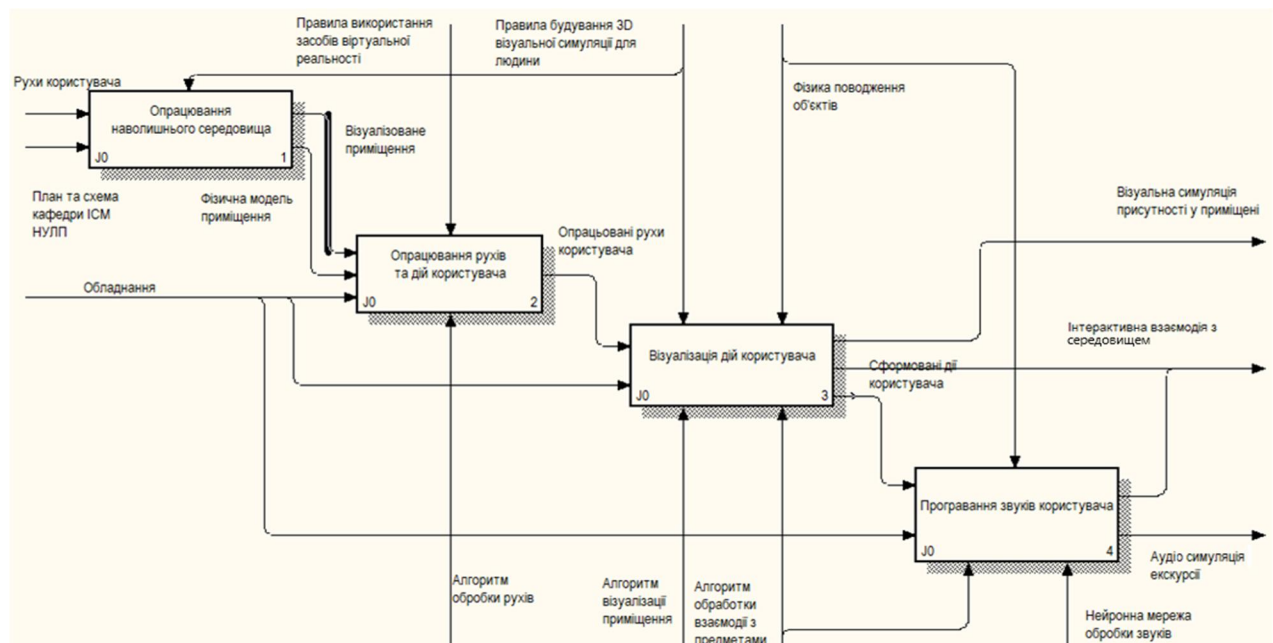 Правила використання
засобів віртуальної
реальності
Правила будування 3D
візуальної симуляції для
людини
Рухи користувача
Фізика поводження
об'єктів
Опрацювання
наволишнього середовища
J0
1
Візуалізоване
приміщення
План та схема
кафедри ІСМ
НУЛП
Фізична модель
приміщення
Візуальна симуляція
присутності у приміщені
Опрацьовані рухи
користувача
Опрацювання рухів
та дій користувача
J0
2
Обладнання
Інтерактивна взаємодія з
середовищем
Візуалізація дій користувача
J0
3
Сформовані дії
користувача
Програвання звуків користувача
J0
4
Аудіо симуляція
екскурсії
Алгоритм
обробки рухів
Алгоритм
візуалізації
приміщення
Алгоритм
обработки
взаємодії з
предметами
Нейронна мережа
обробки звуків